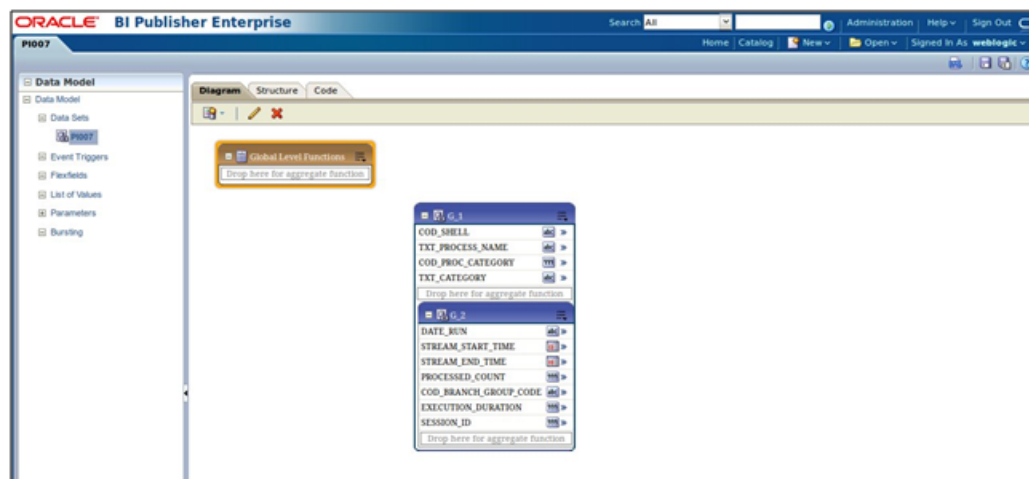 ORACLE BI Publisher Enterprise Search All Administration Help Sign Out
PI007 Home Catalog New Open Signed In As weblogic
Data Model
Diagram Structure Code
Data Model
Data Sets
PI007
Event Triggers
Flexfields
List of Values
Parameters
Bursting
Global Level Functions
Drop here for aggregate function
G_1
COD_SHELL
TXT_PROCESS_NAME
COD_PROC_CATEGORY
TXT_CATEGORY
Drop here for aggregate function
G_2
DATE_RUN
STREAM_START_TIME
STREAM_END_TIME
PROCESSED_COUNT
COD_BRANCH_GROUP_CODE
EXECUTION_DURATION
SESSION_ID
Drop here for aggregate function